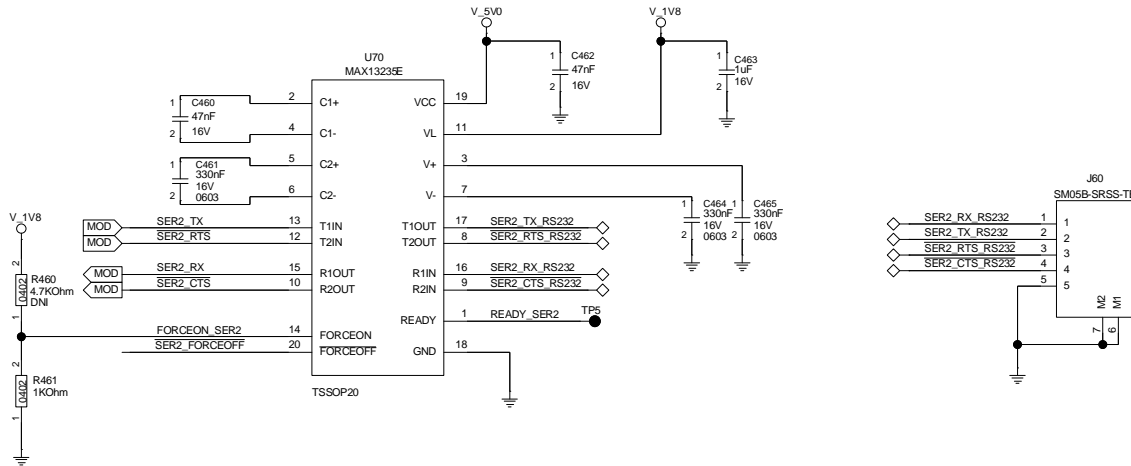 V_5V0
V_1V8
U70
MAX13235E
1 C462
47nF
2 16V
1 C463
1uF
2 16V
1 C460
47nF
2 16V
2 C1+
4 C1-
VCC 19
VL 11
1 C461
330nF
16V
2 0603
5 C2+
6 C2-
V+ 3
V- 7
1 C464
330nF
16V
2 0603
1 C465
330nF
16V
2 0603
V_1V8
MOD SER2_TX 13 T1IN
MOD SER2_RTS 12 T2IN
T1OUT 17 SER2_TX_RS232
T2OUT 8 SER2_RTS_RS232
MOD SER2_RX 15 R1OUT
MOD SER2_CTS 10 R2OUT
R1IN 16 SER2_RX_RS232
R2IN 9 SER2_CTS_RS232
2
R460
0402 4.7KOhm
DNI
1
READY 1 READY_SER2 TP5
FORCEON_SER2 14 FORCEON
SER2_FORCEOFF 20 FORCEOFF
GND 18
2
R461
0402 1KOhm
1
TSSOP20
J60
SM05B-SRSS-T
SER2_RX_RS232 1 1
SER2_TX_RS232 2 2
SER2_RTS_RS232 3 3
SER2_CTS_RS232 4 4
5 5
M2 M1
7 6